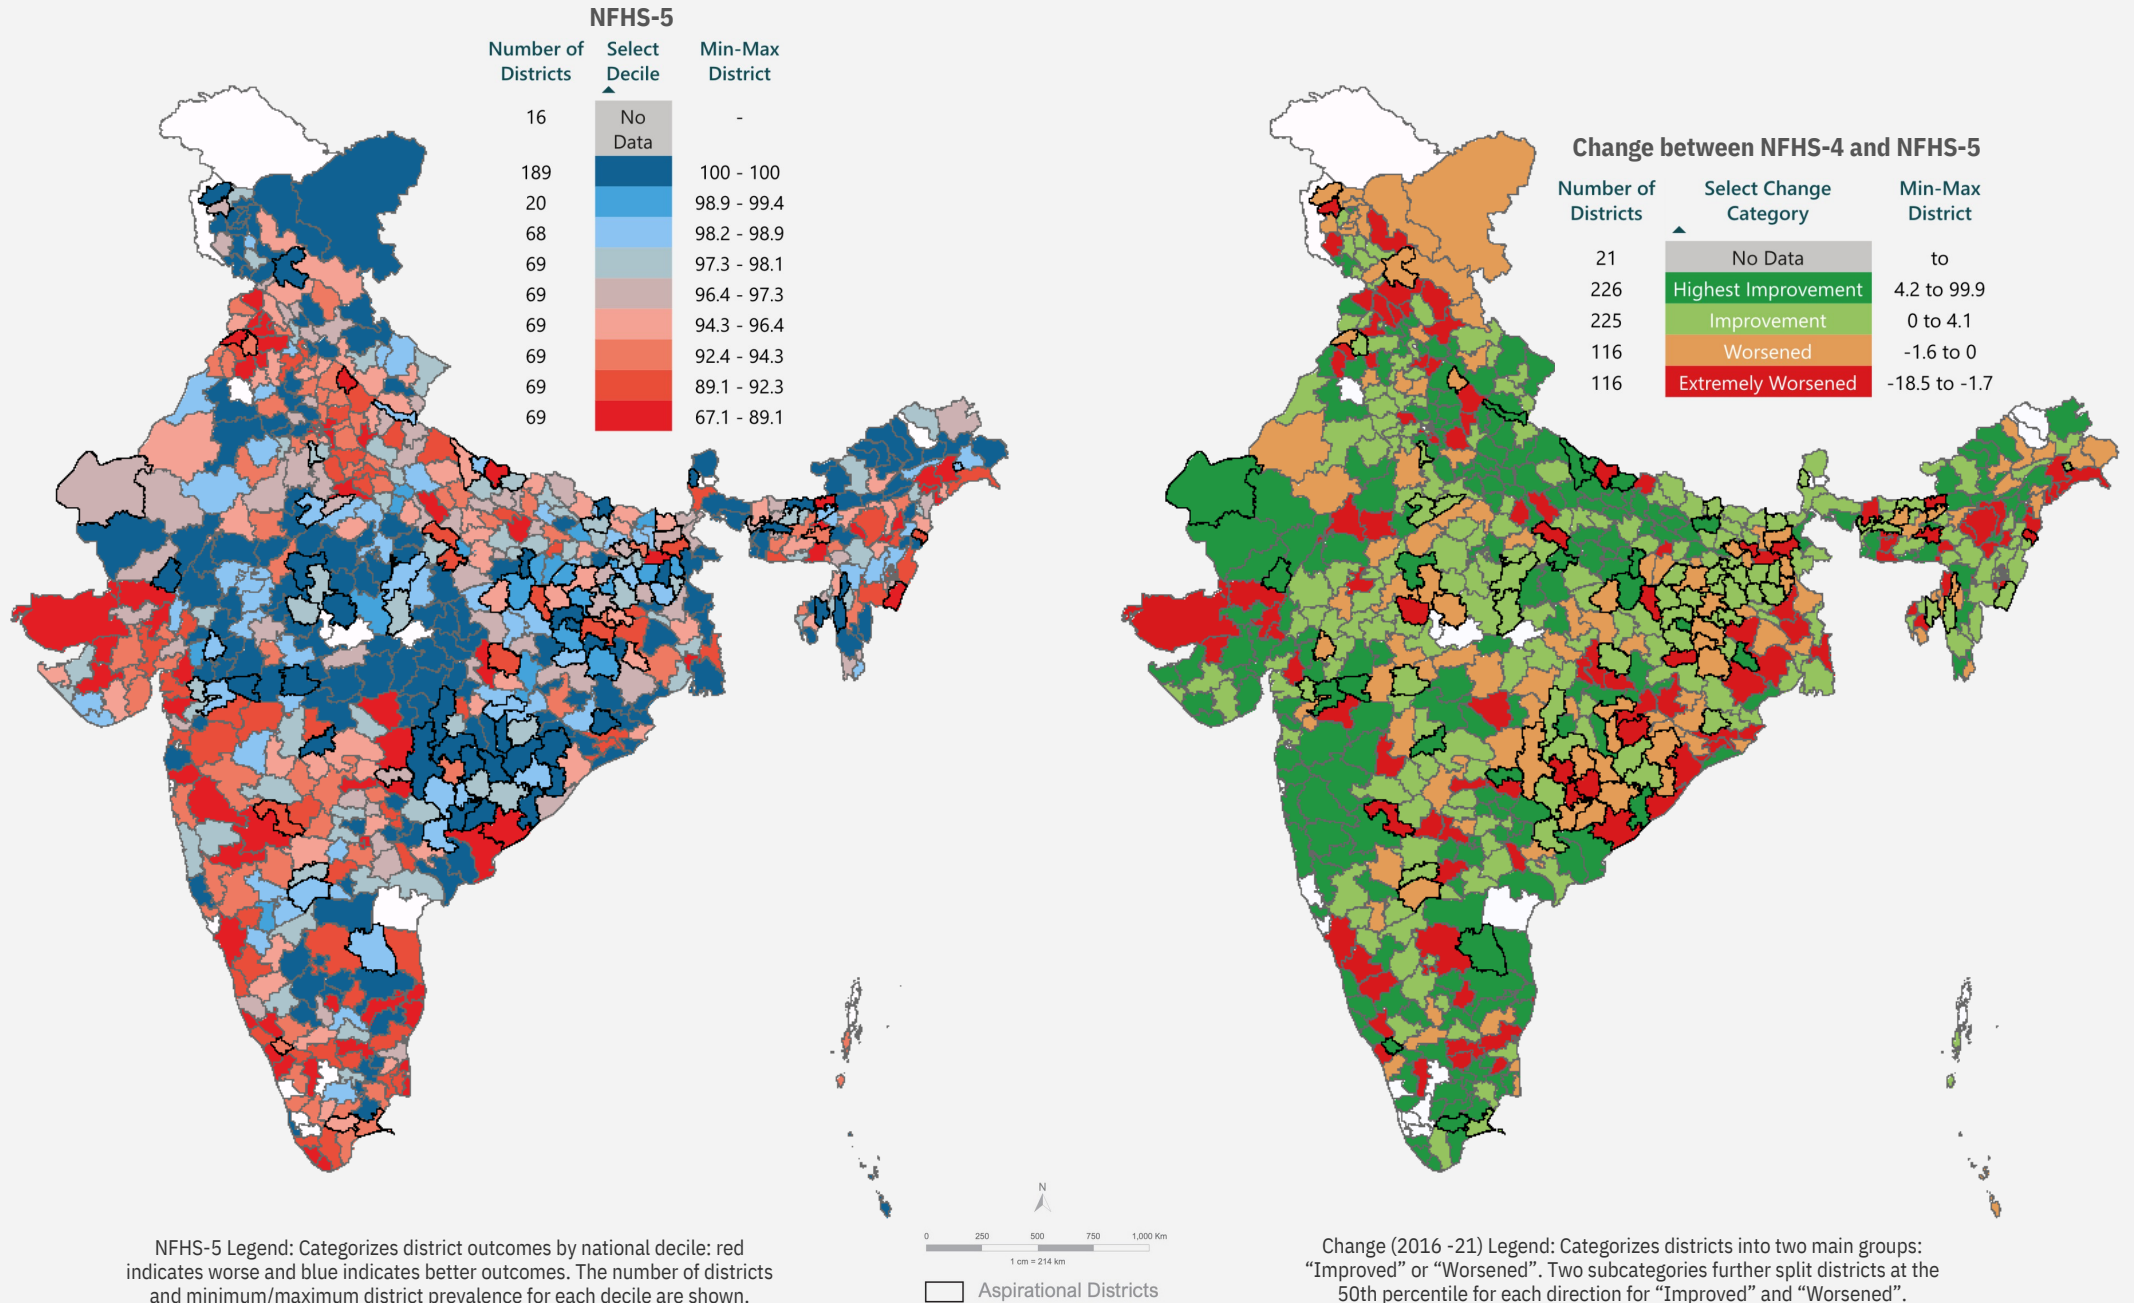 NFHS-5
Number of Districts Select Decile Min-Max District
16 No Data -
189 100 - 100
20 98.9 - 99.4
68 98.2 - 98.9
69 97.3 - 98.1
69 96.4 - 97.3
69 94.3 - 96.4
69 92.4 - 94.3
69 89.1 - 92.3
69 67.1 - 89.1
Change between NFHS-4 and NFHS-5
Number of Districts Select Change Category Min-Max District
21 No Data to
226 Highest Improvement 4.2 to 99.9
225 Improvement 0 to 4.1
116 Worsened -1.6 to 0
116 Extremely Worsened -18.5 to -1.7
NFHS-5 Legend: Categorizes district outcomes by national decile: red
indicates worse and blue indicates better outcomes. The number of districts
and minimum/maximum district prevalence for each decile are shown.
N
0 250 500 750 1,000 Km
1 cm = 214 km
Aspirational Districts
Change (2016 -21) Legend: Categorizes districts into two main groups:
“Improved” or “Worsened”. Two subcategories further split districts at the
50th percentile for each direction for “Improved” and “Worsened”.